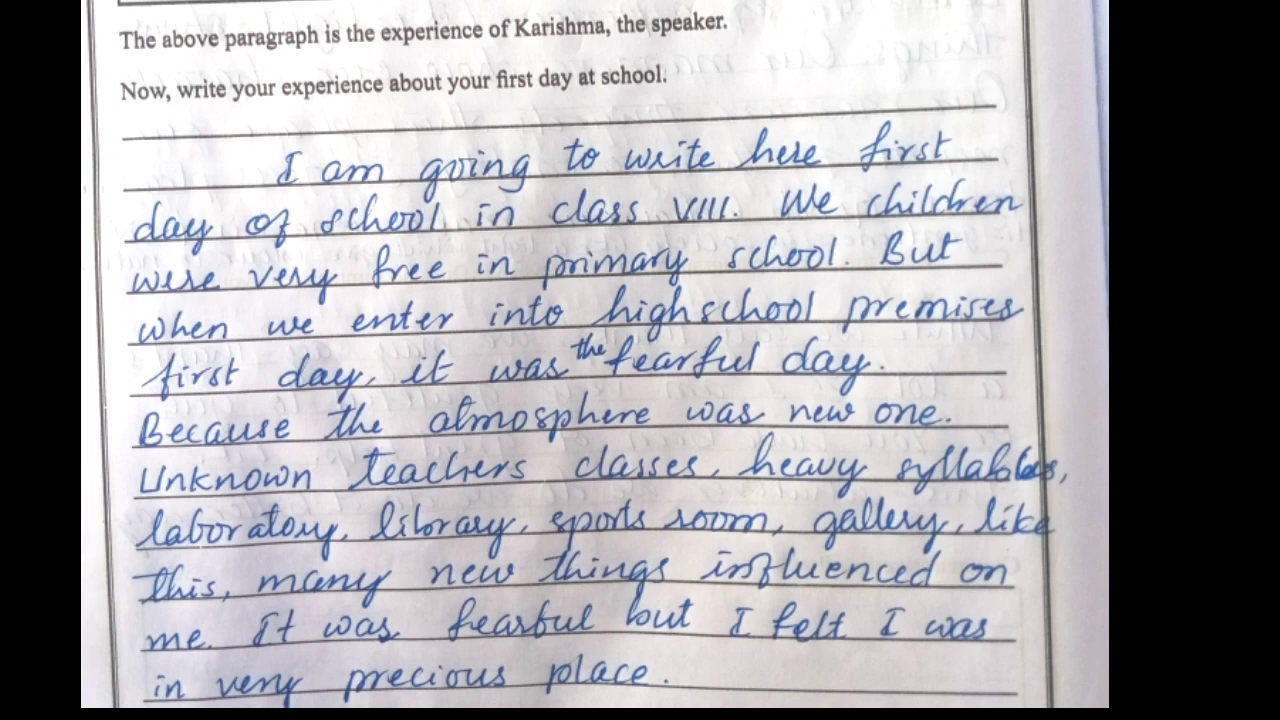 The above paragraph is the experience of Karishma, the speaker.
Now, write your experience about your first day at school.
I am going to write here first
day of school in class VIII. We children
were very free in primary school. But
when we enter into highschool premises
first day, it was the fearful day.
Because the atmosphere was new one.
Unknown teachers classes, heavy
laboratory, library, sports room, gallery, like
this, many new things influenced on
me. It was fearful but I felt I was
in very precious place.